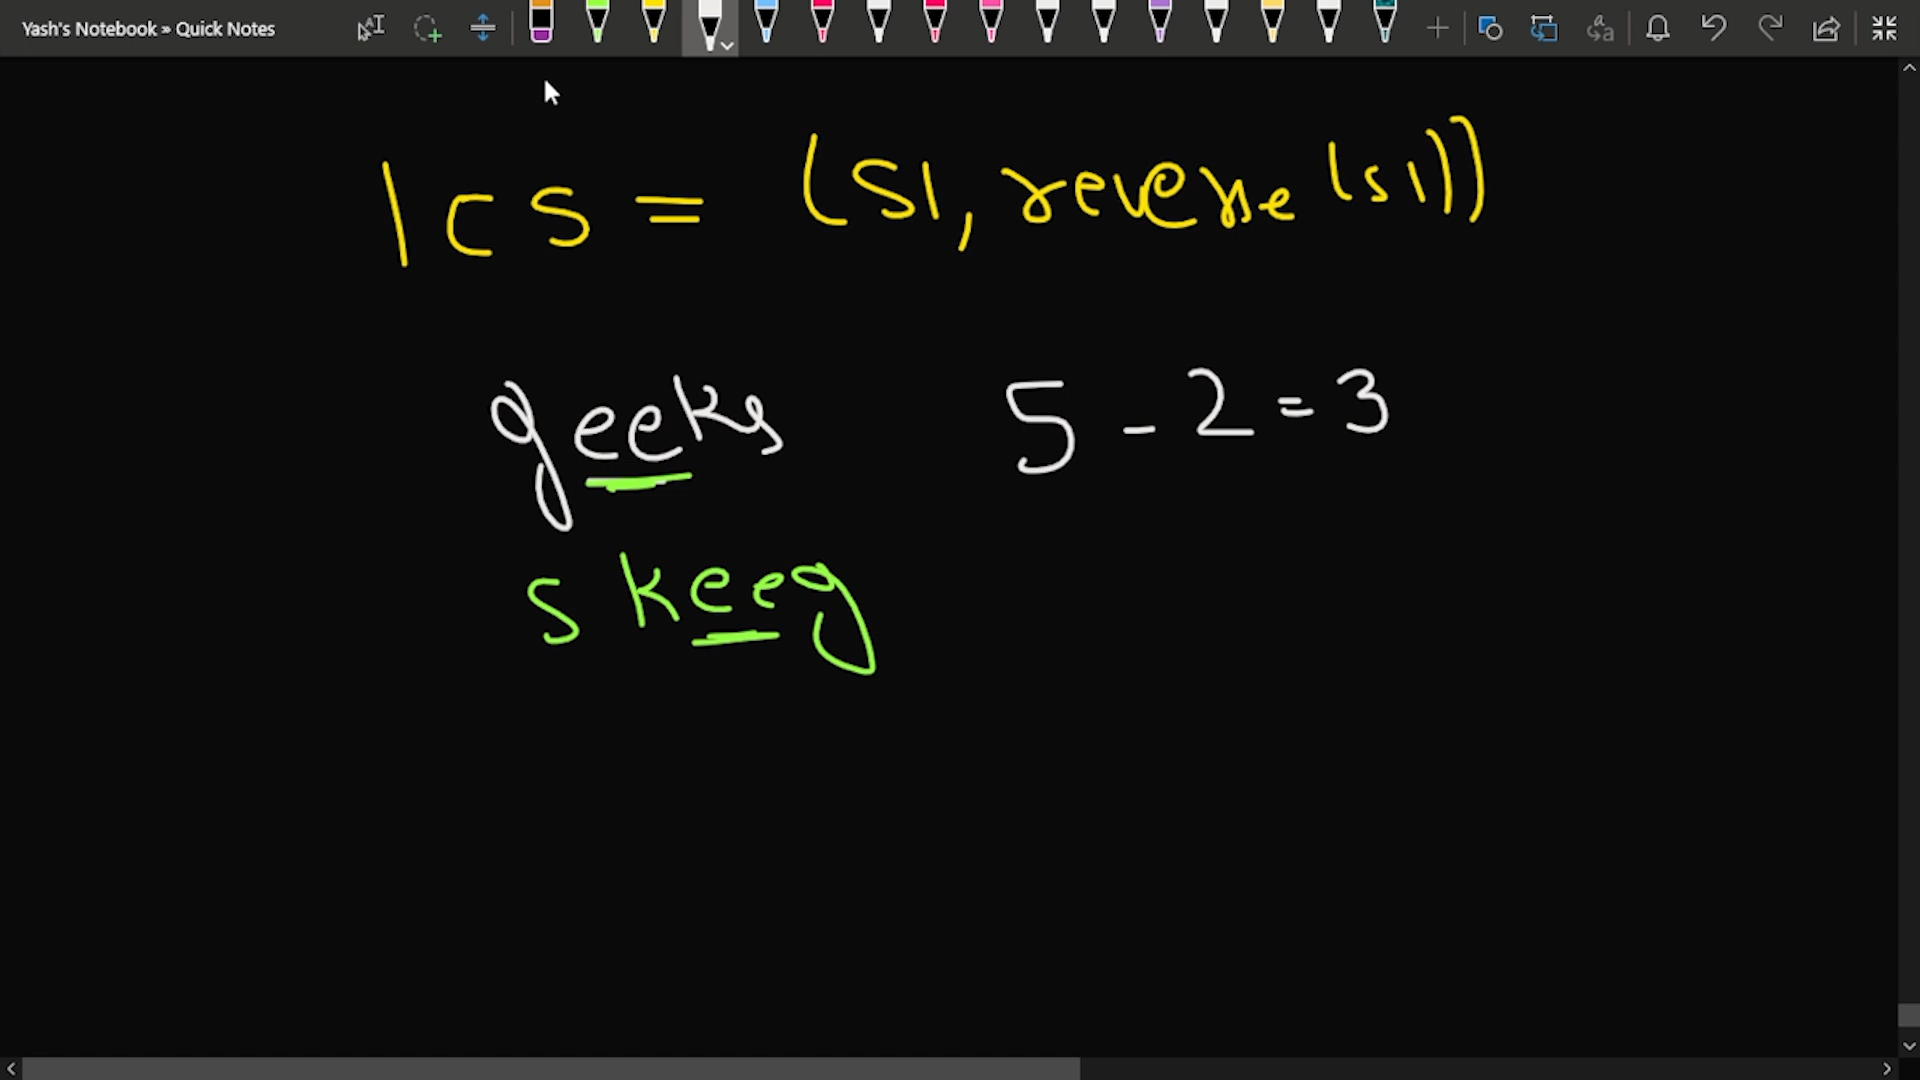 Yash's Notebook » Quick Notes
lcs = (s1, reverse(s1))
geeks 5 - 2 = 3
skeeg